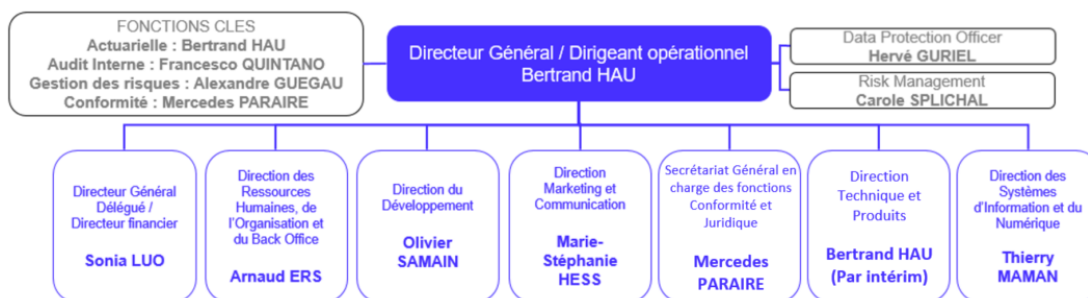 FONCTIONS CLES
Actuarielle : Bertrand HAU
Audit Interne : Francesco QUINTANO
Gestion des risques : Alexandre GUEGAU
Conformité : Mercedes PARAIRE
Directeur Général / Dirigeant opérationnel
Bertrand HAU
Data Protection Officer
Hervé GURIEL
Risk Management
Carole SPLICHAL
Directeur Général
Délégué /
Directeur financier
Sonia LUO
Direction des
Ressources
Humaines, de
l'Organisation et
du Back Office
Arnaud ERS
Direction du
Développement
Olivier
SAMAIN
Direction
Marketing et
Communication
Marie-
Stéphanie
HESS
Secrétariat Général en
charge des fonctions
Conformité et
Juridique
Mercedes
PARAIRE
Direction
Technique et
Produits
Bertrand HAU
(Par intérim)
Direction des
Systèmes
d'Information et du
Numérique
Thierry
MAMAN